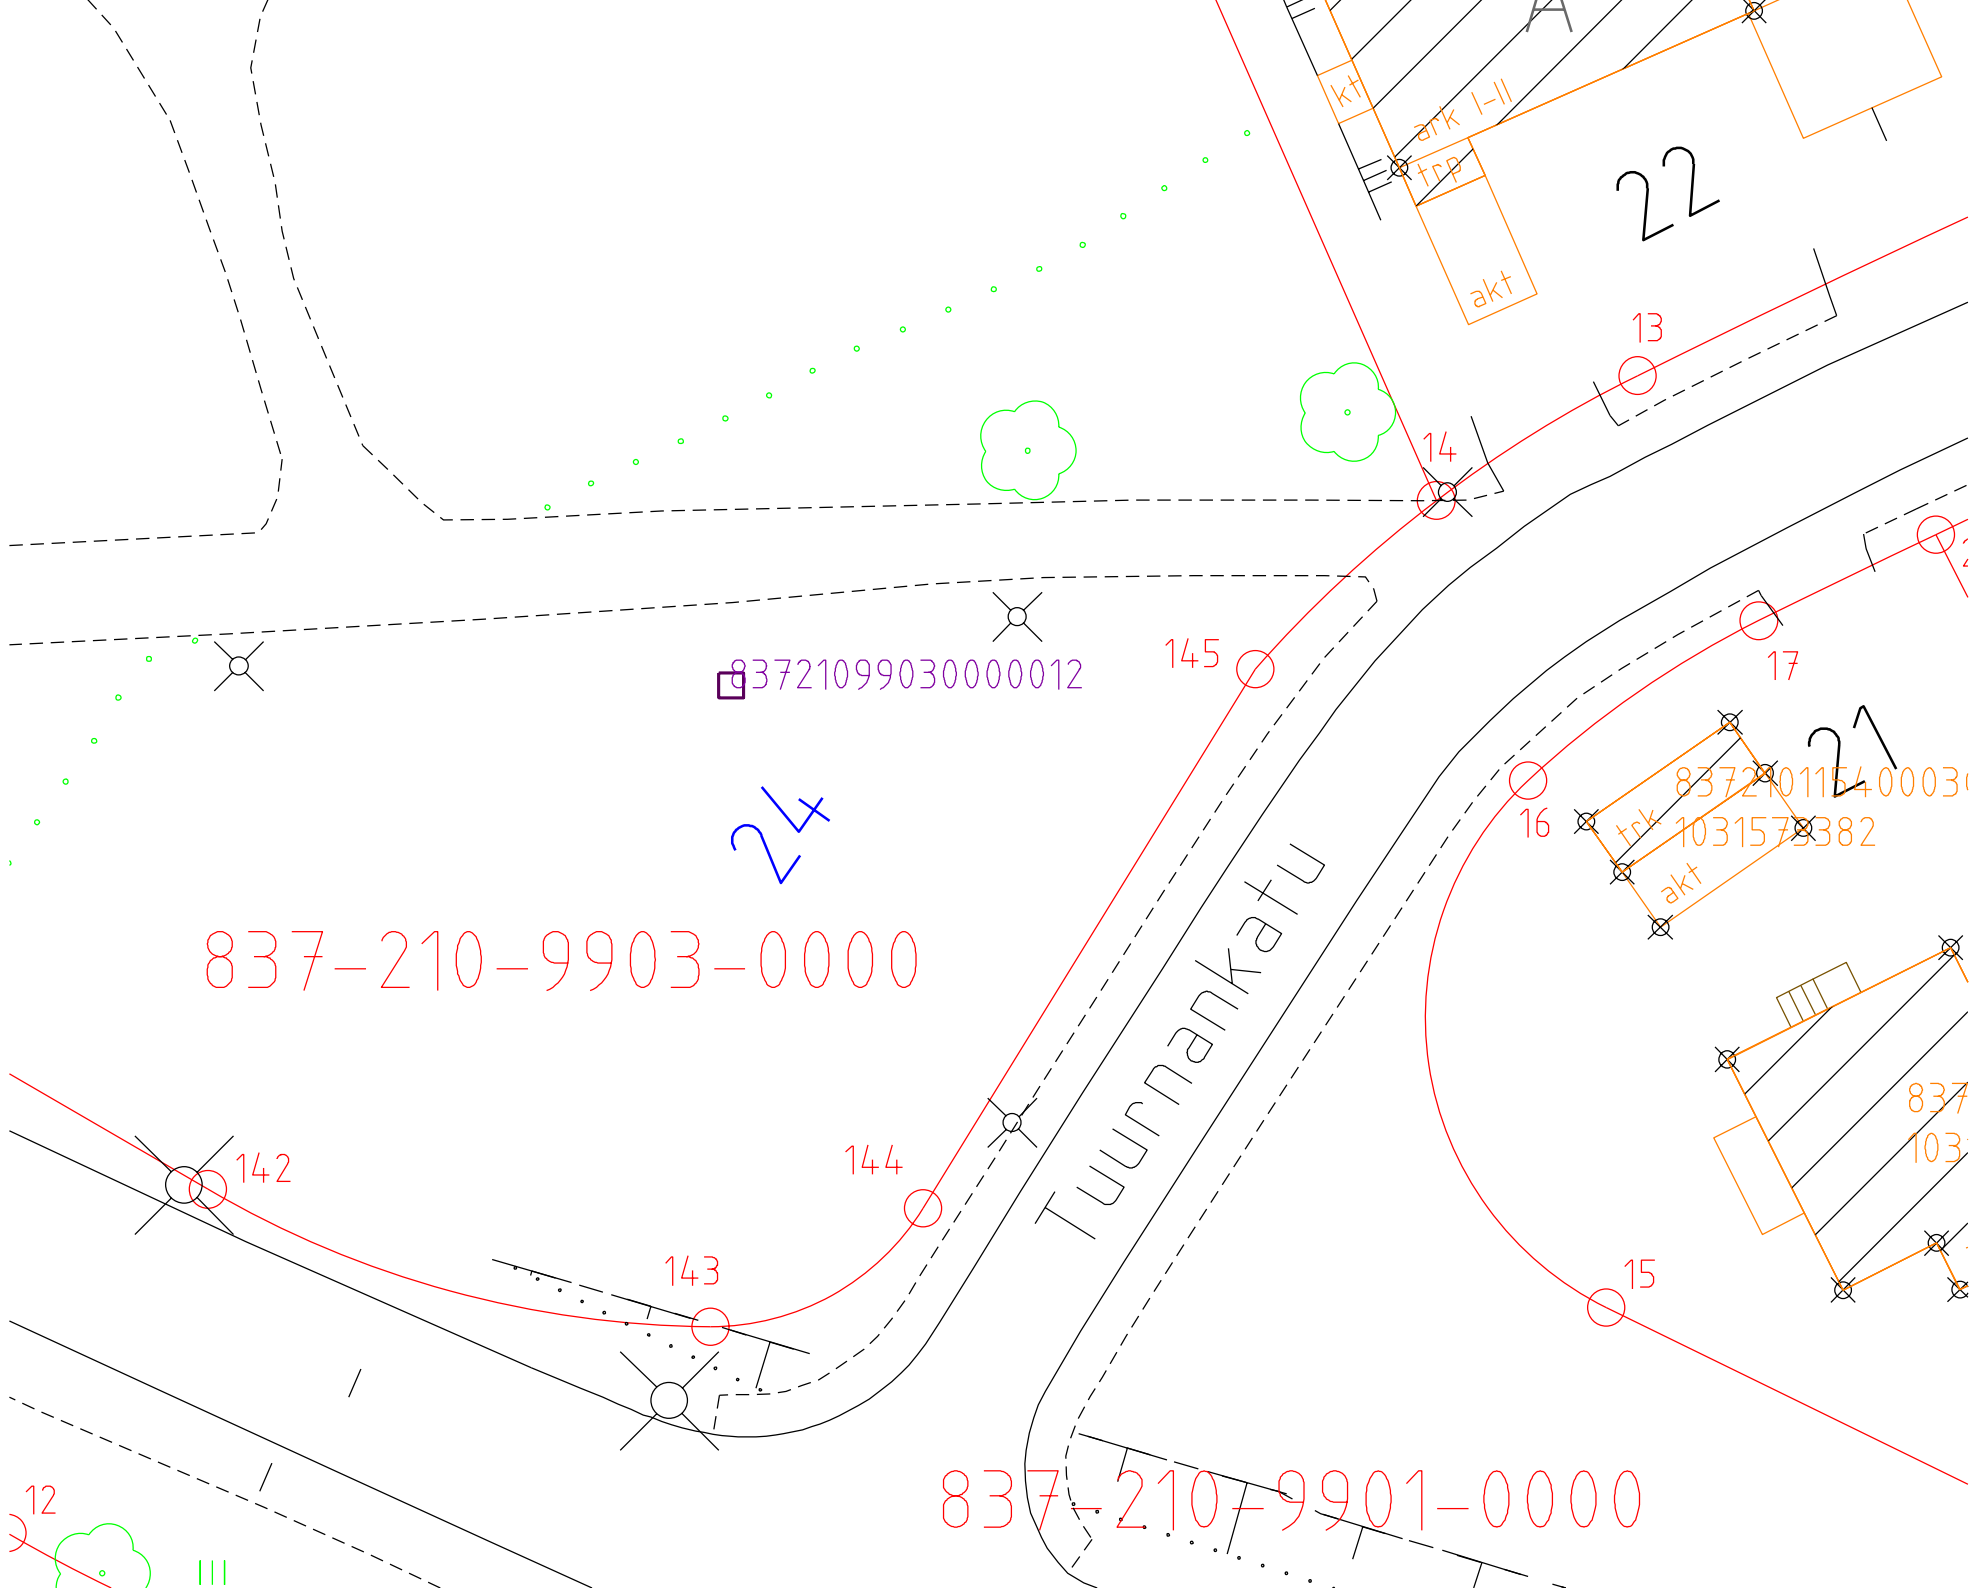 A
kt
ark I-II
trp
22
akt
13
14
145
83721099030000012
17
21
16
trk
1031573382
akt
24
837-210-9903-0000
Tuurnankatu
142
144
143
15
837-210-9901-0000
12
III